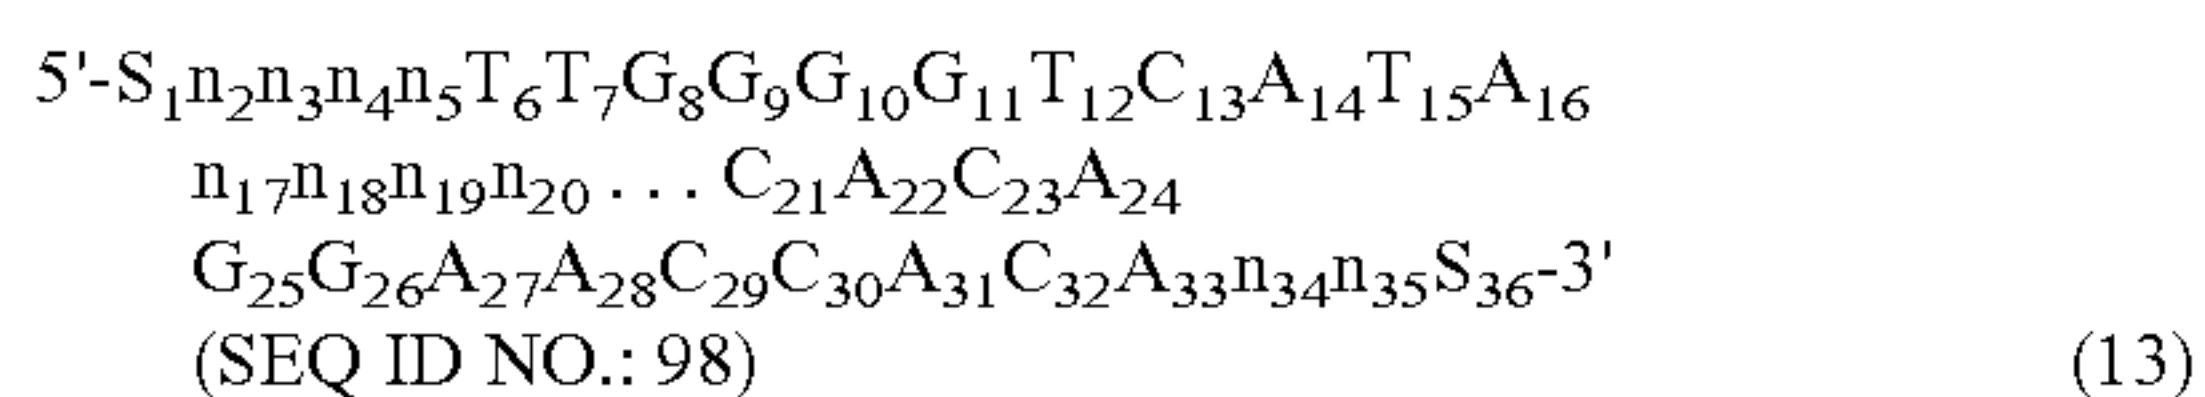 5'-S₁n₂n₃n₄n₅T₆T₇G₈G₉G₁₀G₁₁T₁₂C₁₃A₁₄T₁₅A₁₆
n₁₇n₁₈n₁₉n₂₀ . . . C₂₁A₂₂C₂₃A₂₄
G₂₅G₂₆A₂₇A₂₈C₂₉C₃₀A₃₁C₃₂A₃₃n₃₄n₃₅S₃₆-3'
(SEQ ID NO.: 98) (13)